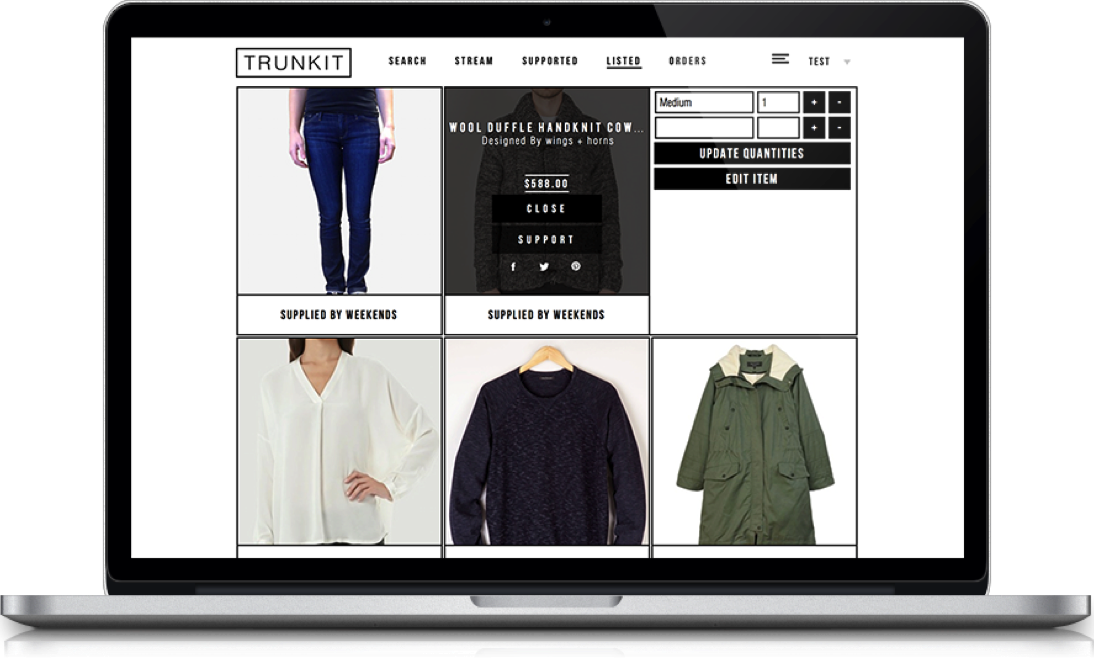 TRUNKIT
SEARCH STREAM SUPPORTED LISTED ORDERS TEST
WOOL DUFFLE HANDKNIT COW...
Designed By wings + horns
$588.00
CLOSE
SUPPORT
Medium 1 + -
+ -
UPDATE QUANTITIES
EDIT ITEM
SUPPLIED BY WEEKENDS
SUPPLIED BY WEEKENDS